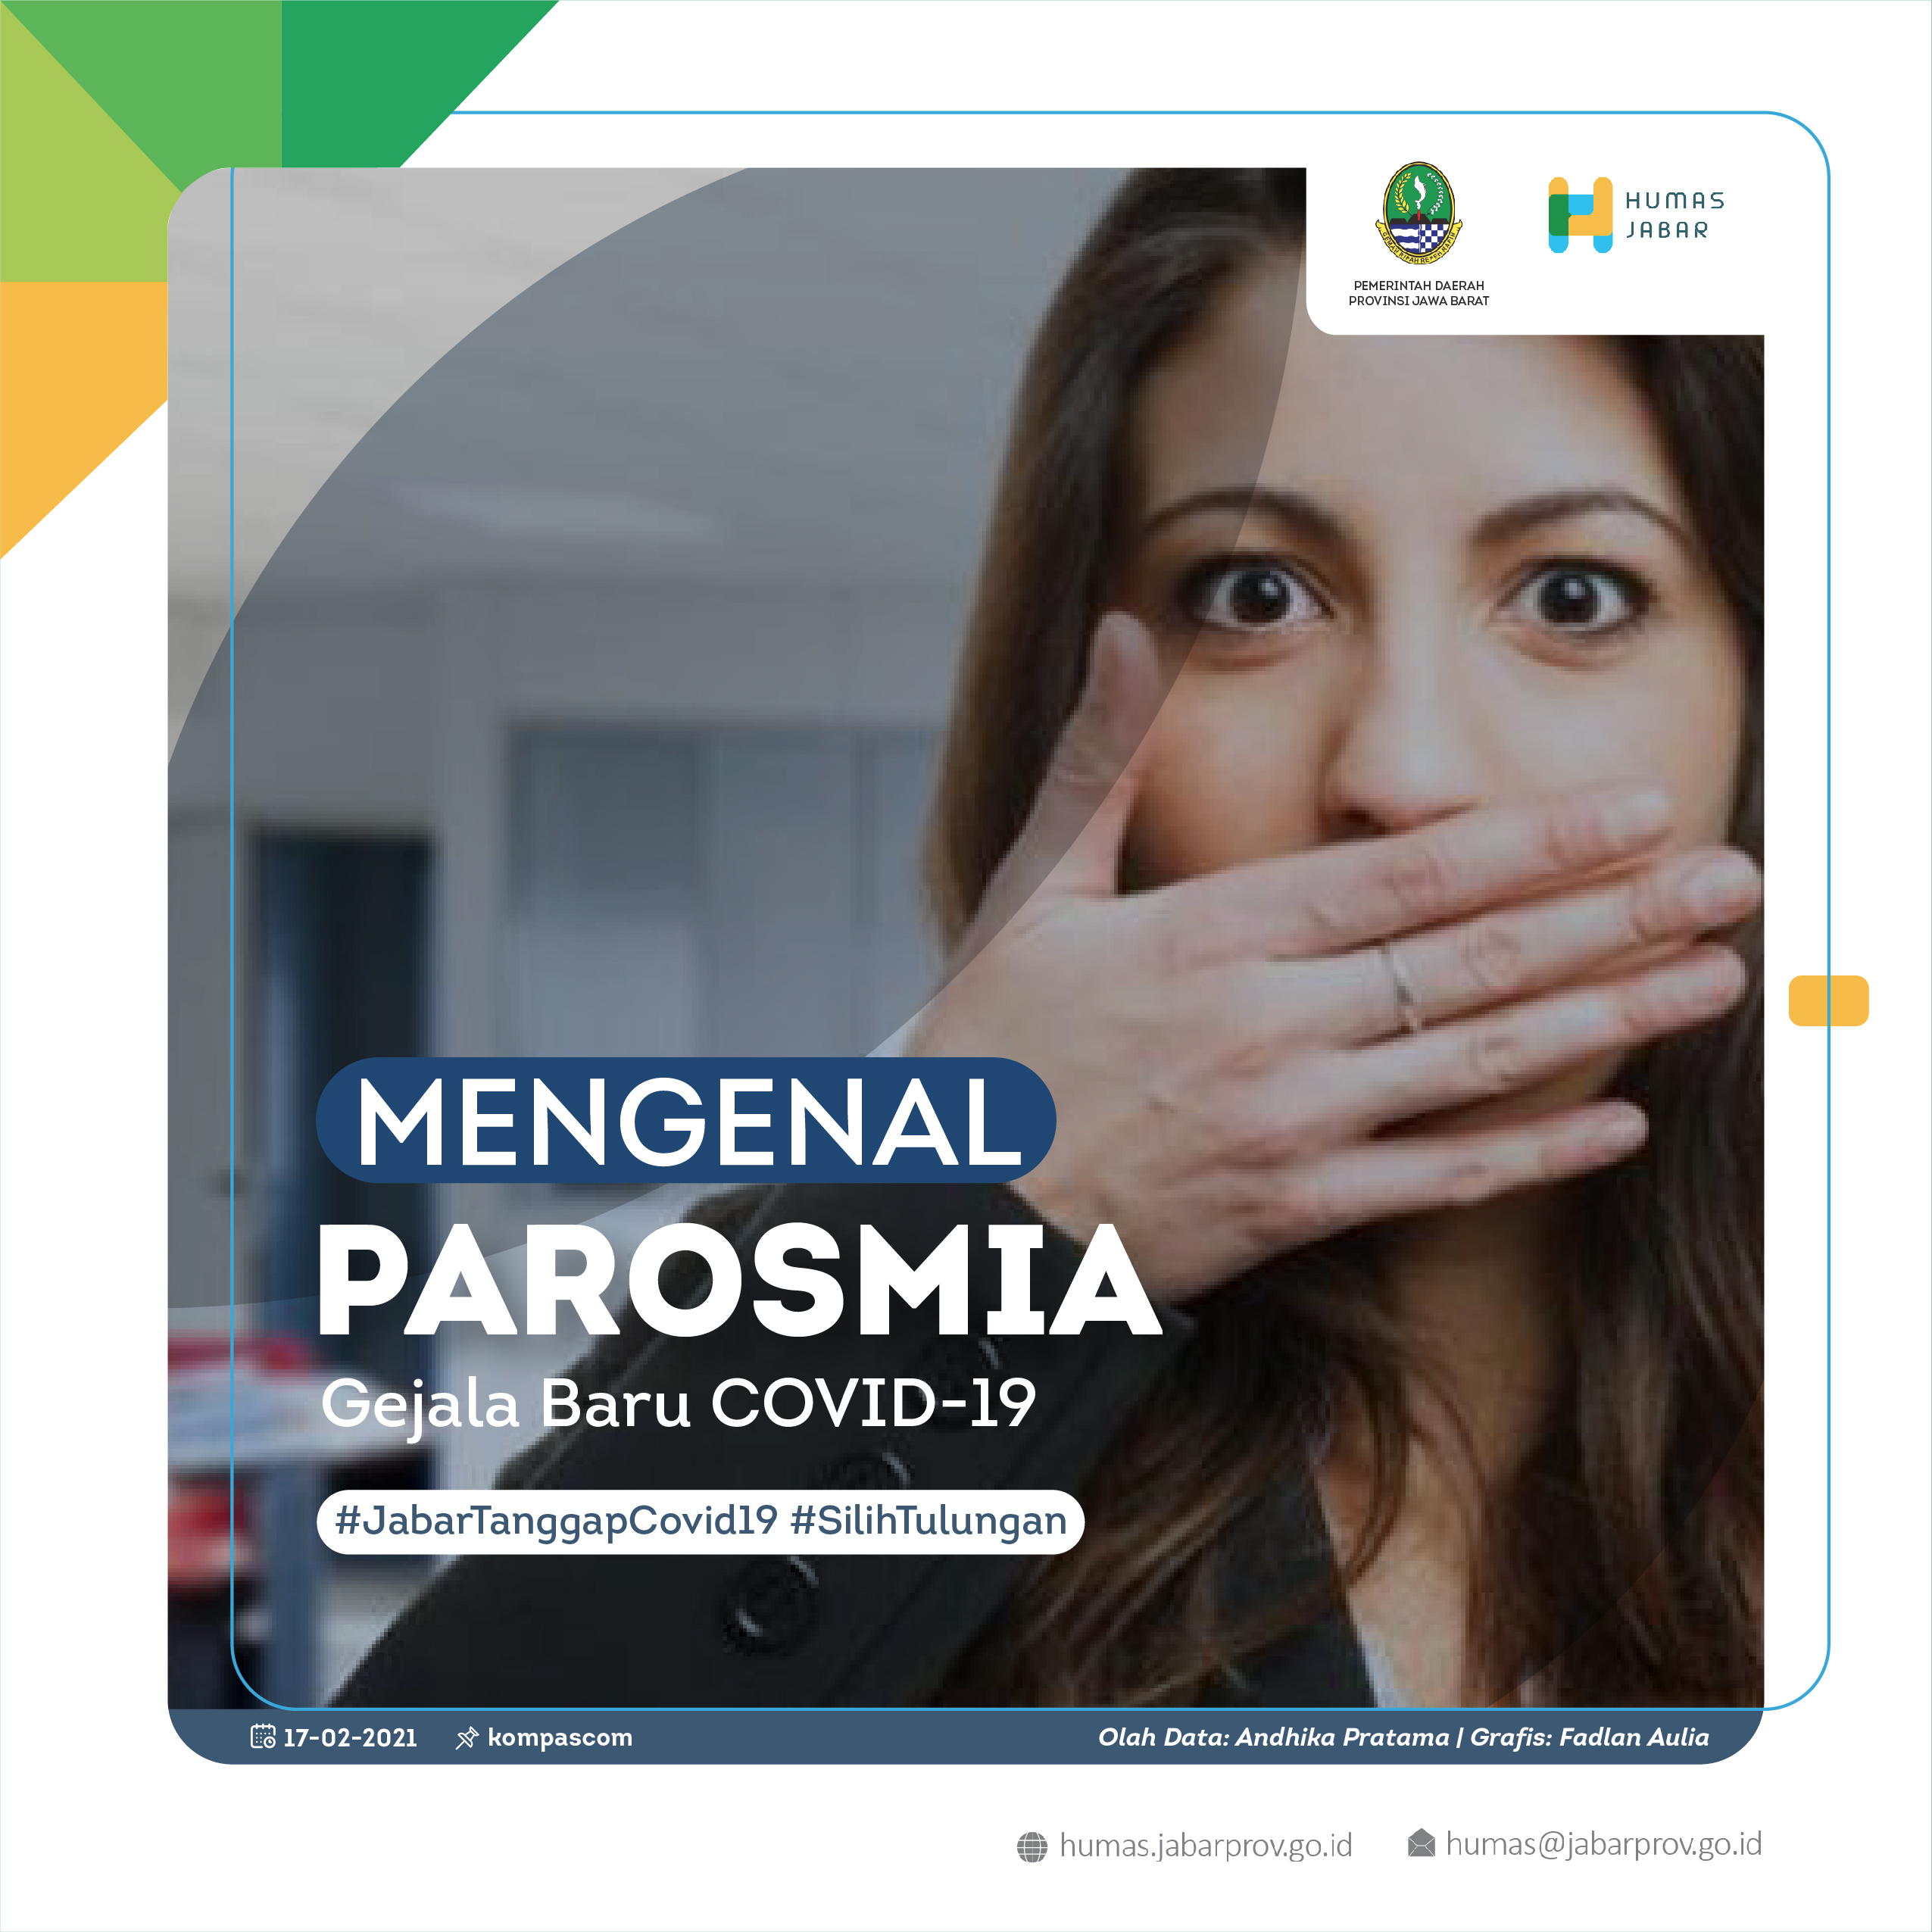 HUMAS
JABAR
PEMERINTAH DAERAH
PROVINSI JAWA BARAT
MENGENAL
PAROSMIA
Gejala Baru COVID-19
#JabarTanggapCovid19 #SilihTulungan
17-02-2021 kompascom Olah Data: Andhika Pratama | Grafis: Fadlan Aulia
humas.jabarprov.go.id humas@jabarprov.go.id